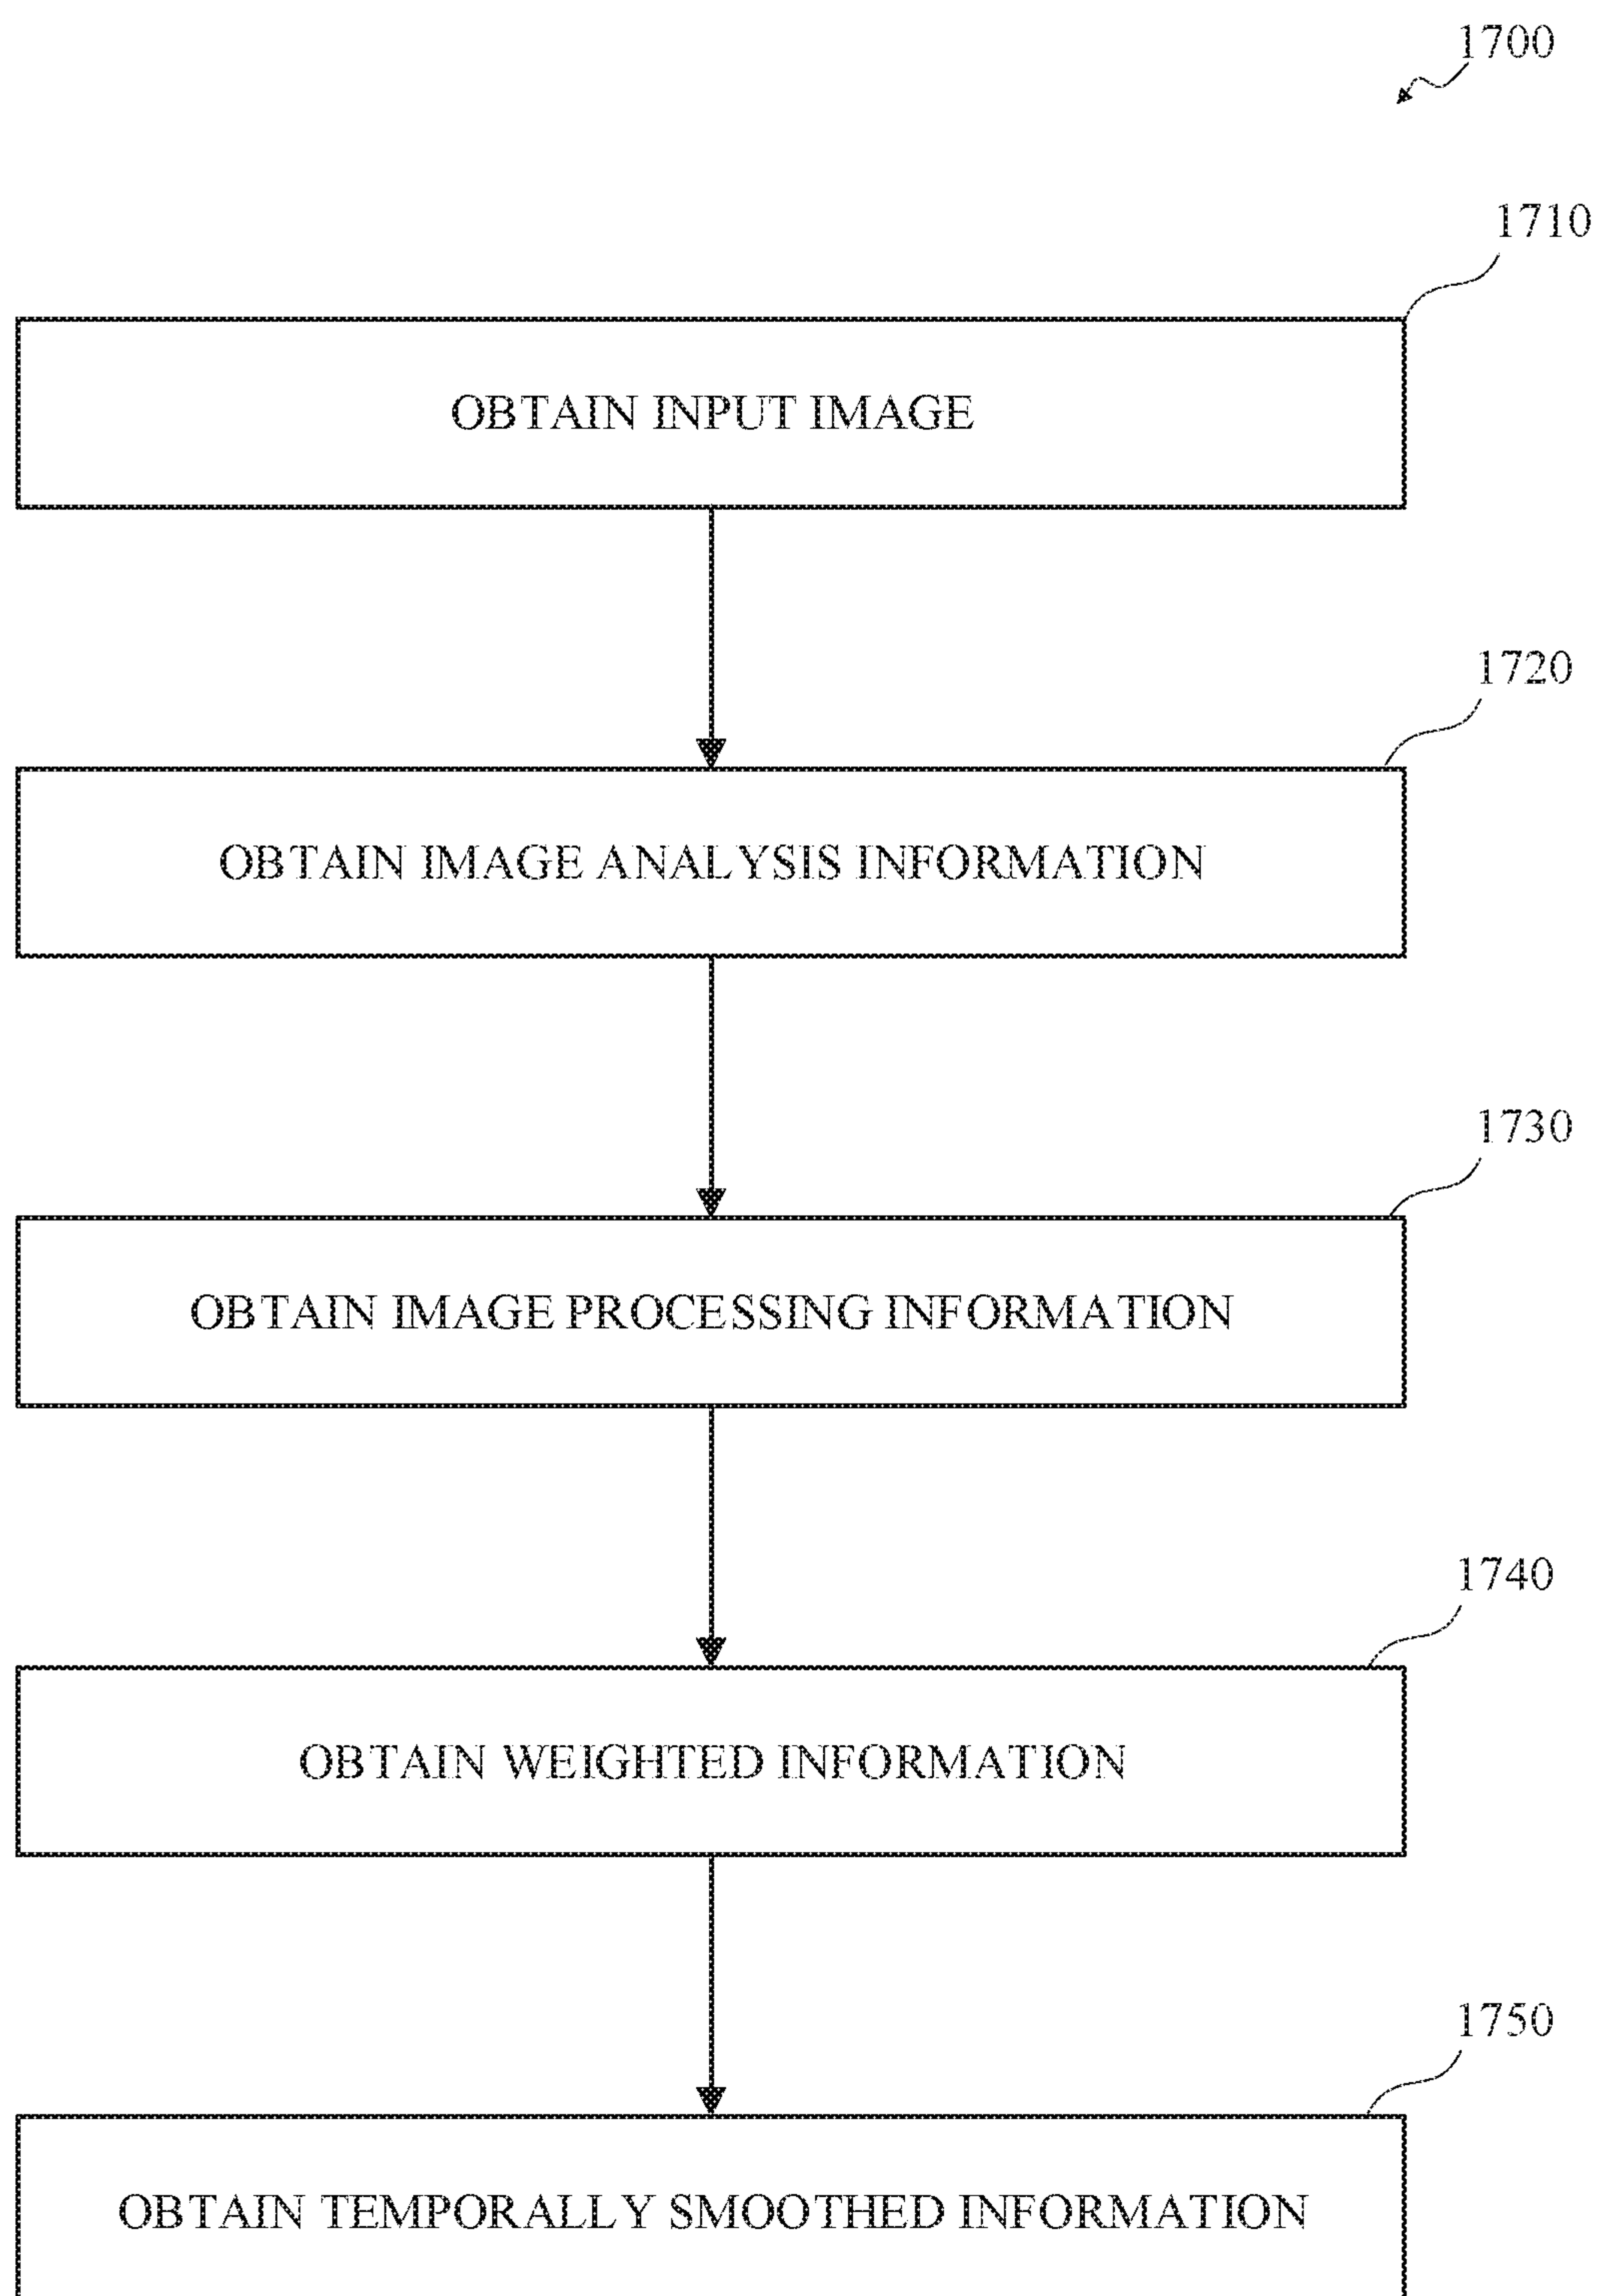 1700
1710
OBTAIN INPUT IMAGE
1720
OBTAIN IMAGE ANALYSIS INFORMATION
1730
OBTAIN IMAGE PROCESSING INFORMATION
1740
OBTAIN WEIGHTED INFORMATION
1750
OBTAIN TEMPORALLY SMOOTHED INFORMATION